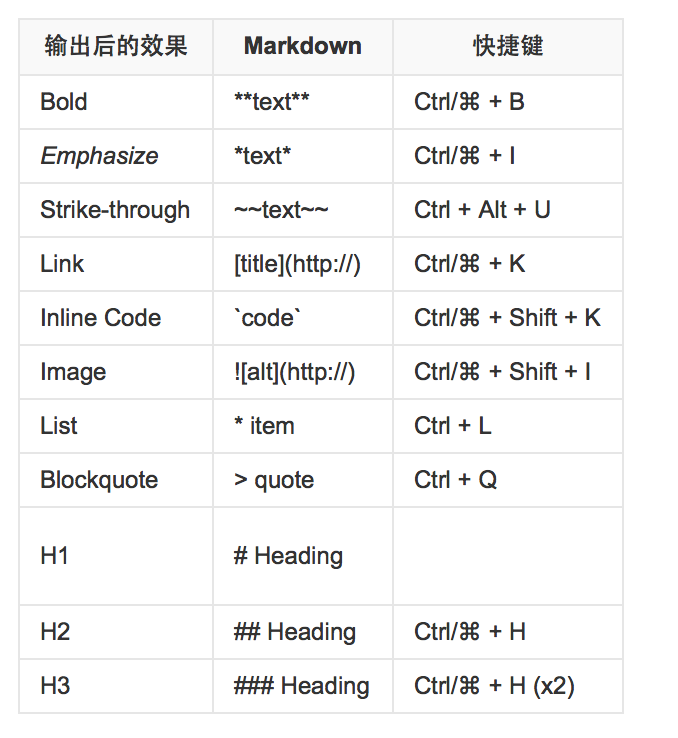 输出后的效果 Markdown 快捷键
Bold **text** Ctrl/⌘ + B
Emphasize *text* Ctrl/⌘ + I
Strike-through ~~text~~ Ctrl + Alt + U
Link [title](http://) Ctrl/⌘ + K
Inline Code `code` Ctrl/⌘ + Shift + K
Image ![alt](http://) Ctrl/⌘ + Shift + I
List * item Ctrl + L
Blockquote > quote Ctrl + Q
H1 # Heading
H2 ## Heading Ctrl/⌘ + H
H3 ### Heading Ctrl/⌘ + H (x2)